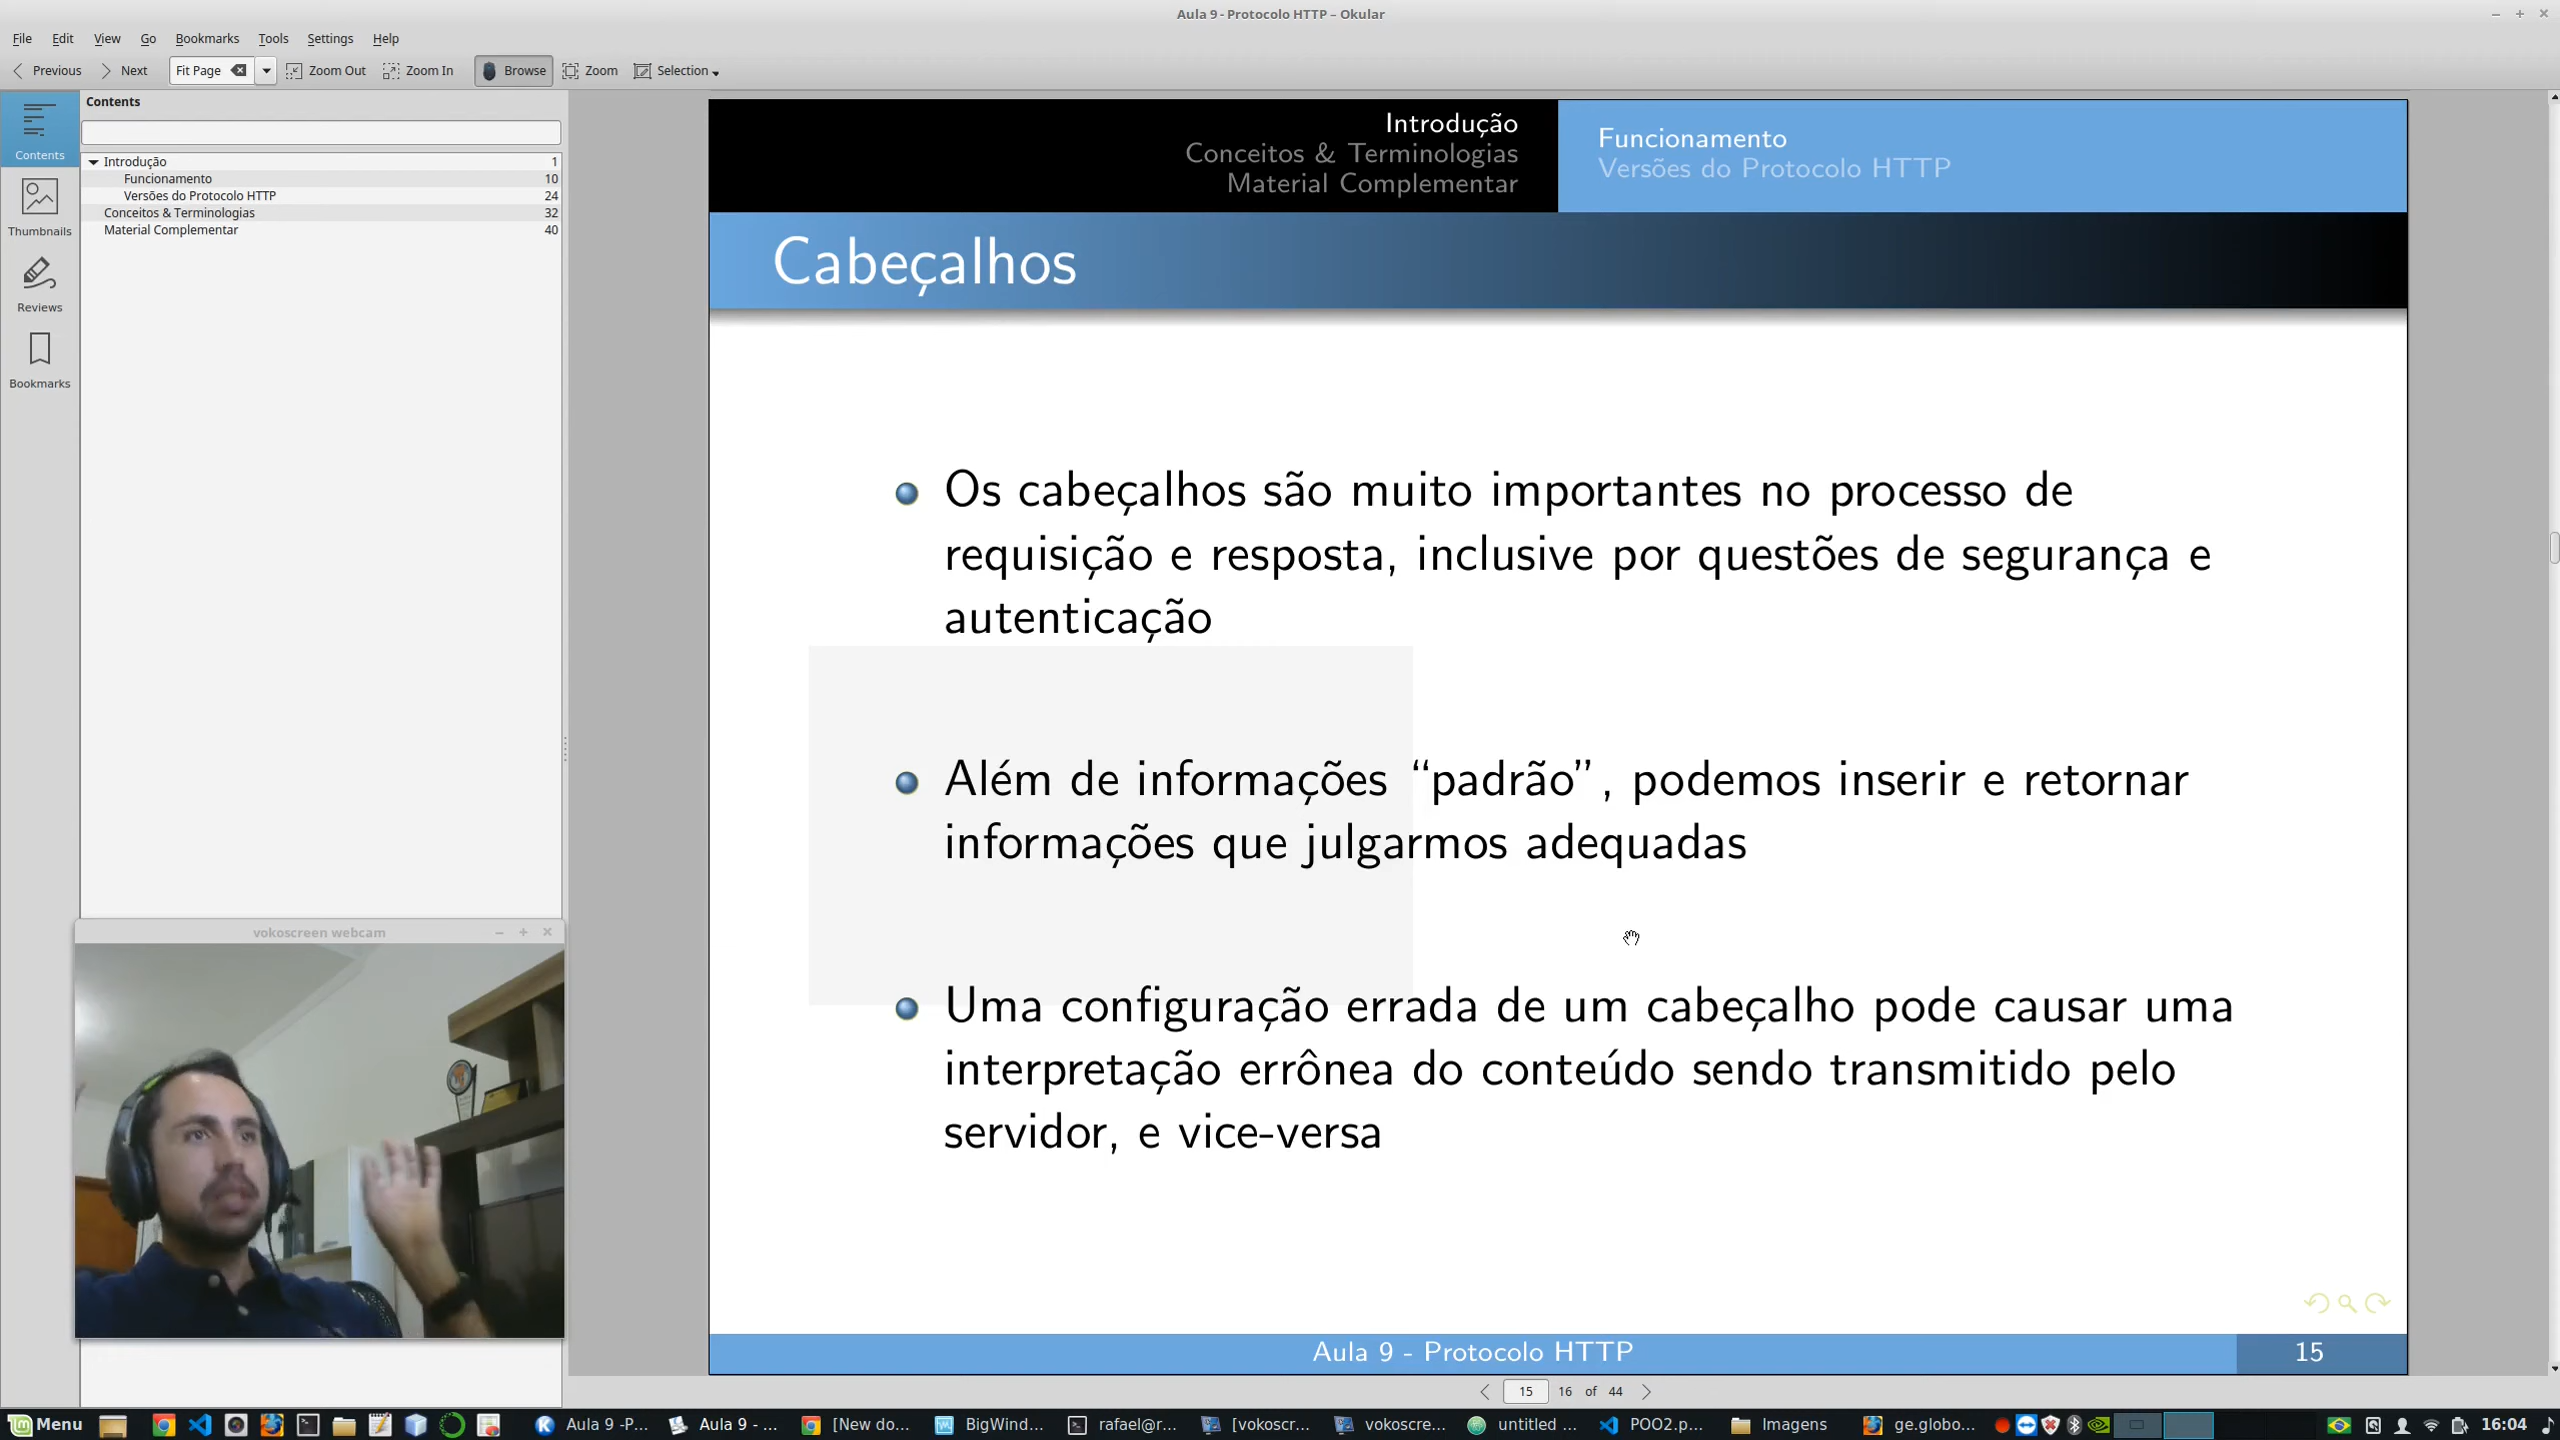 Aula 9 - Protocolo HTTP – Okular
File Edit View Go Bookmarks Tools Settings Help
Previous Next Fit Page Zoom Out Zoom In Browse Zoom Selection
Contents
Contents
Thumbnails
Reviews
Bookmarks
Introdução 1
Funcionamento 10
Versões do Protocolo HTTP 24
Conceitos & Terminologias 32
Material Complementar 40
vokoscreen webcam
Introdução
Conceitos & Terminologias
Material Complementar
Funcionamento
Versões do Protocolo HTTP
Cabeçalhos
Os cabeçalhos são muito importantes no processo de
requisição e resposta, inclusive por questões de segurança e
autenticação
Além de informações “padrão”, podemos inserir e retornar
informações que julgarmos adequadas
Uma configuração errada de um cabeçalho pode causar uma
interpretação errônea do conteúdo sendo transmitido pelo
servidor, e vice-versa
Aula 9 - Protocolo HTTP 15
15 16 of 44
Menu Aula 9 -P... Aula 9 - ... [New do... BigWind... rafael@r... [vokoscr... vokoscre... untitled ... POO2.p... Imagens ge.globo... 16:04